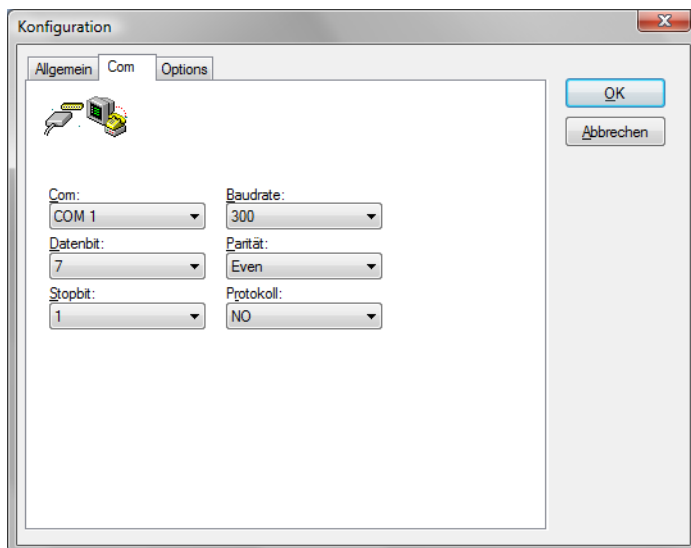 Konfiguration
Allgemein Com Options
OK
Abbrechen
Com: Baudrate:
COM 1 300
Datenbit: Parität:
7 Even
Stopbit: Protokoll:
1 NO